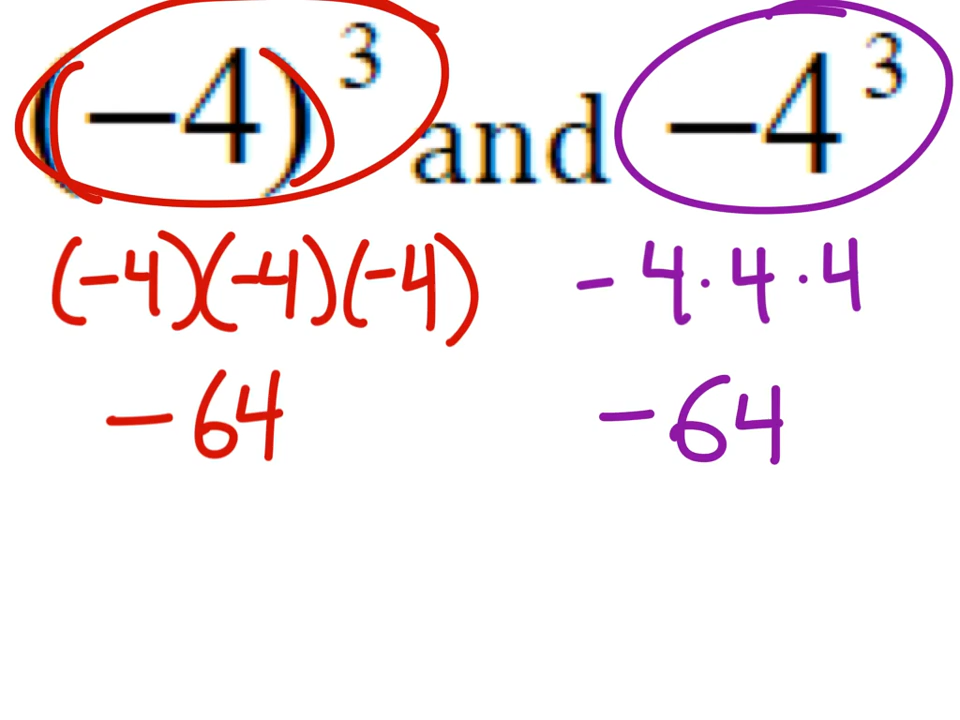 (−4)³ and −4³
(−4)(−4)(−4) − 4 · 4 · 4
− 64 − 64